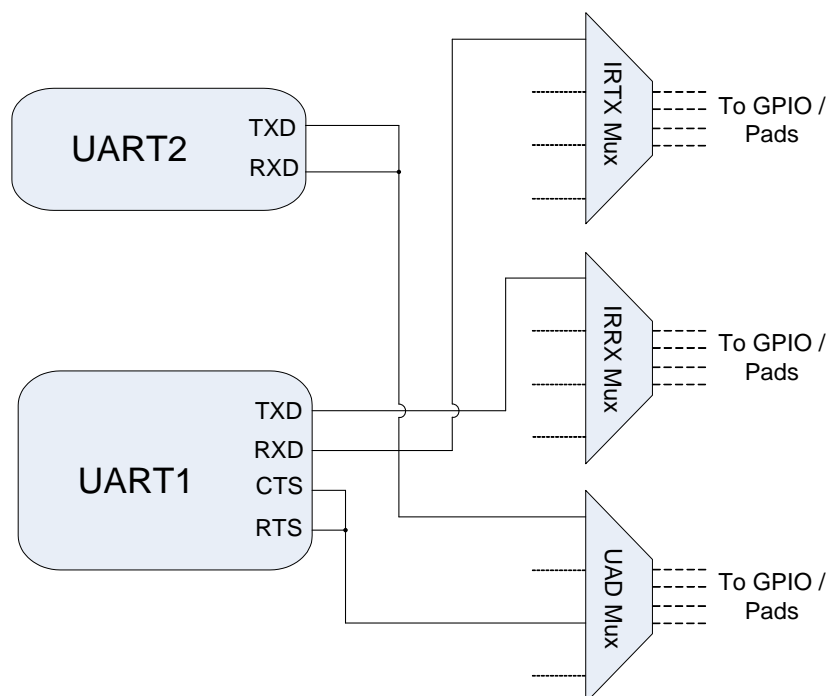 UART2
TXD
RXD
IRTX Mux
To GPIO /
Pads
IRRX Mux
To GPIO /
Pads
UART1
TXD
RXD
CTS
RTS
UAD Mux
To GPIO /
Pads